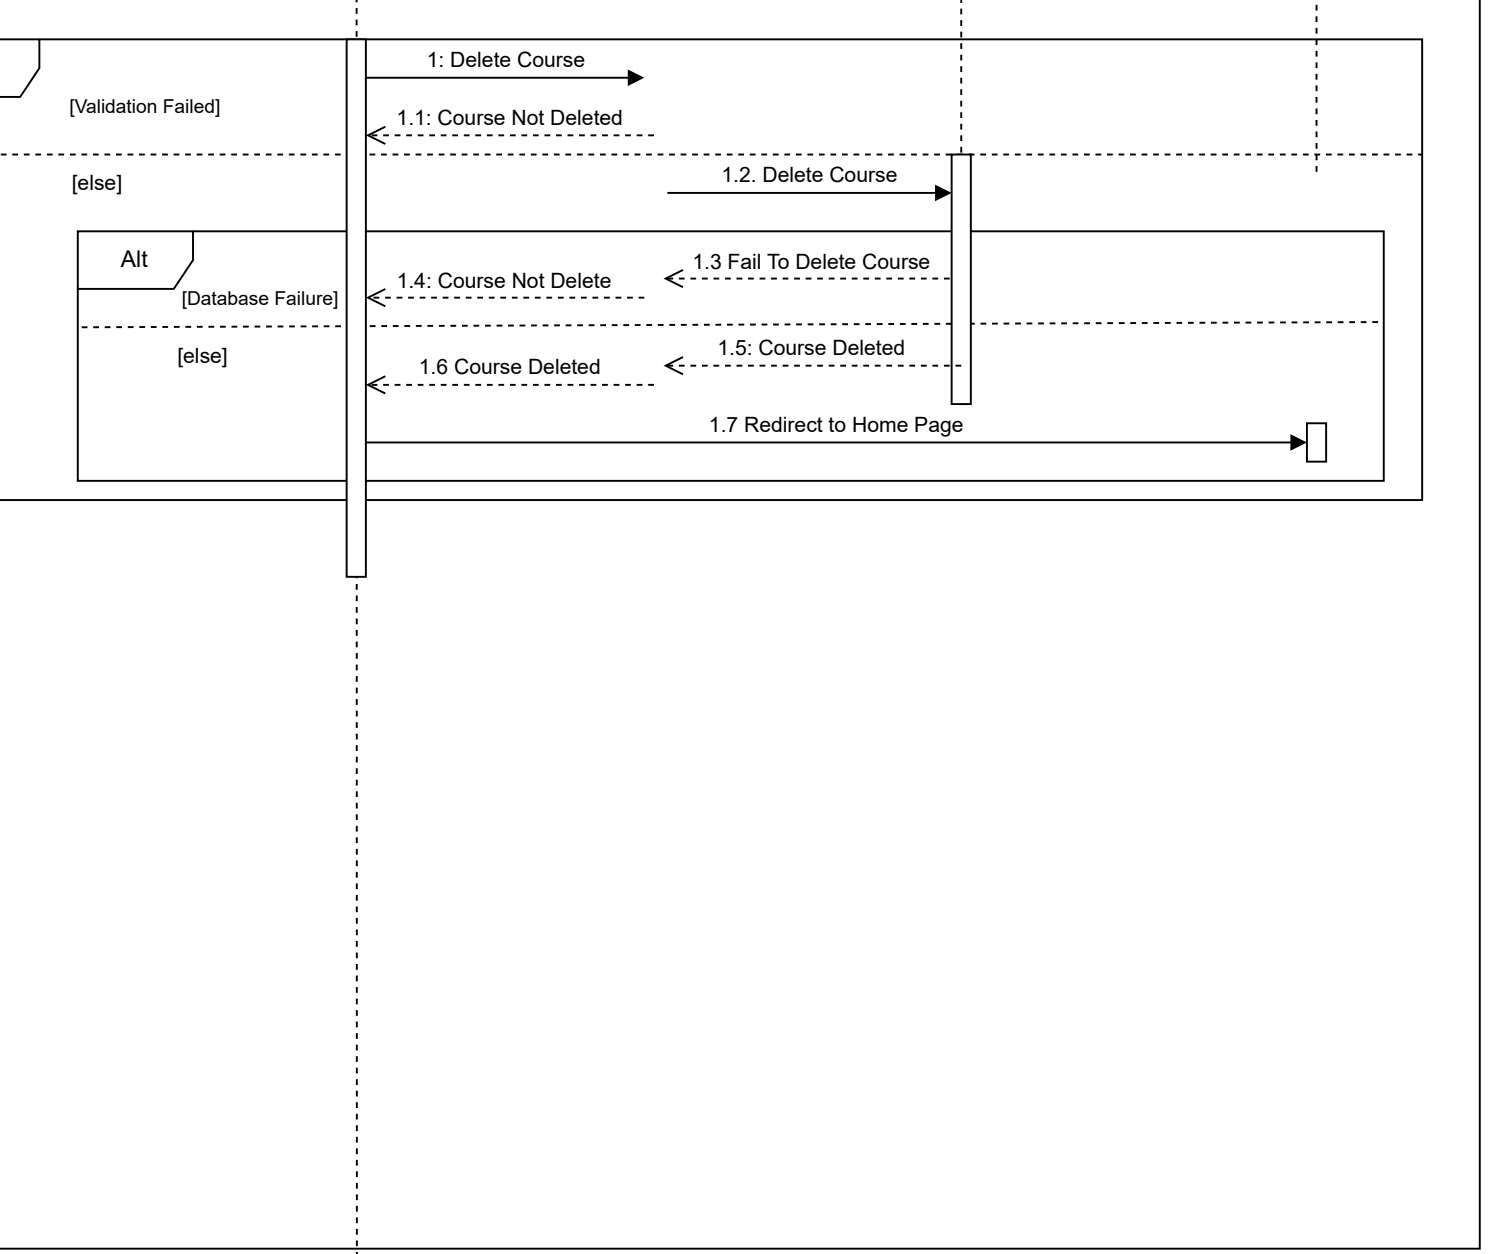 1: Delete Course
[Validation Failed]
1.1: Course Not Deleted
1.2. Delete Course
[else]
Alt
1.3 Fail To Delete Course
1.4: Course Not Delete
[Database Failure]
1.5: Course Deleted
[else]
1.6 Course Deleted
1.7 Redirect to Home Page